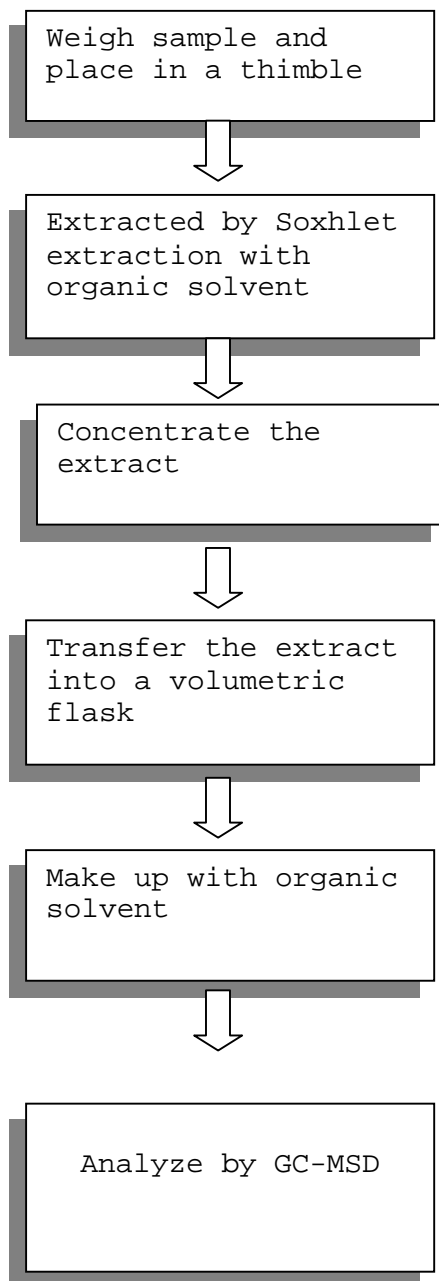 Weigh sample and
place in a thimble
Extracted by Soxhlet
extraction with
organic solvent
Concentrate the
extract
Transfer the extract
into a volumetric
flask
Make up with organic
solvent
Analyze by GC-MSD